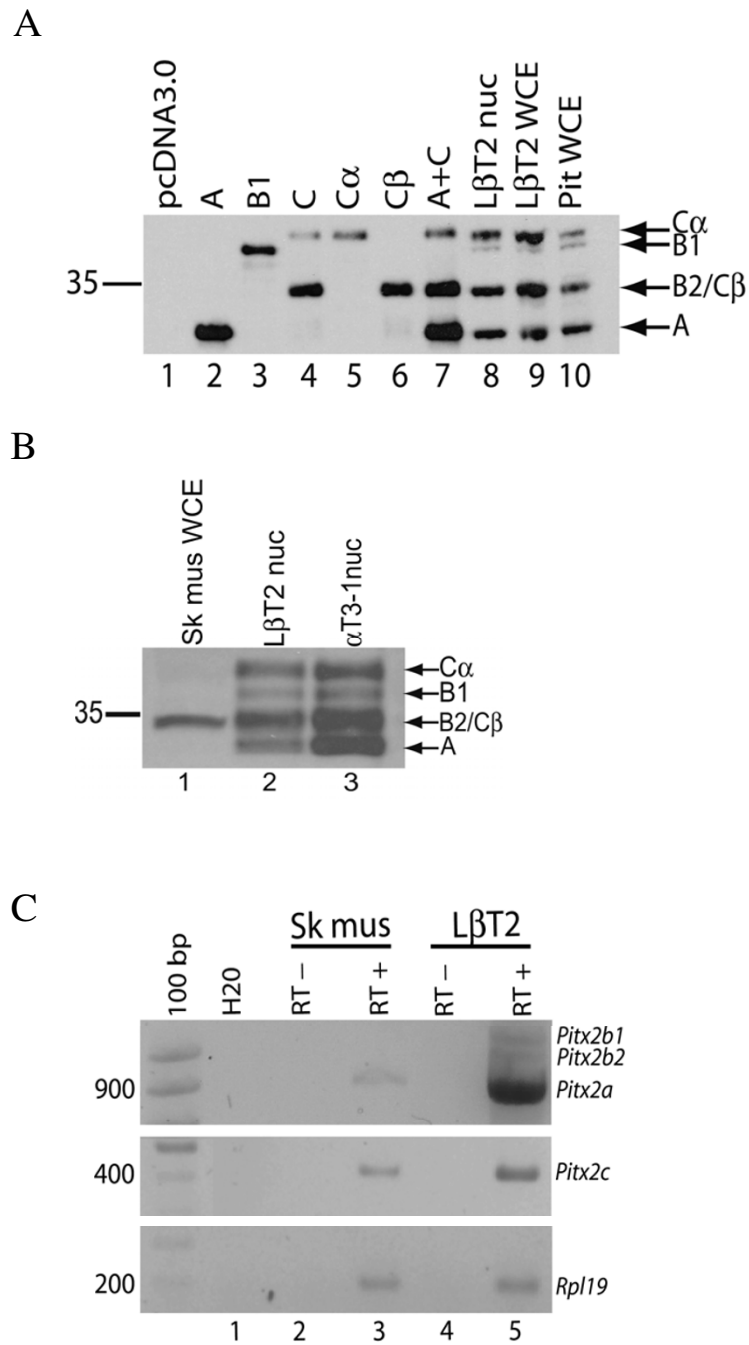 A
pcDNA3.0
A
B1
C
Cα
Cβ
A+C
LβT2 nuc
LβT2 WCE
Pit WCE
Cα
B1
35
B2/Cβ
A
1 2 3 4 5 6 7 8 9 10
B
Sk mus WCE
LβT2 nuc
αT3-1nuc
Cα
B1
35
B2/Cβ
A
1 2 3
C
Sk mus LβT2
100 bp
H20
RT –
RT +
RT –
RT +
Pitx2b1
Pitx2b2
900 Pitx2a
400 Pitx2c
200 Rpl19
1 2 3 4 5